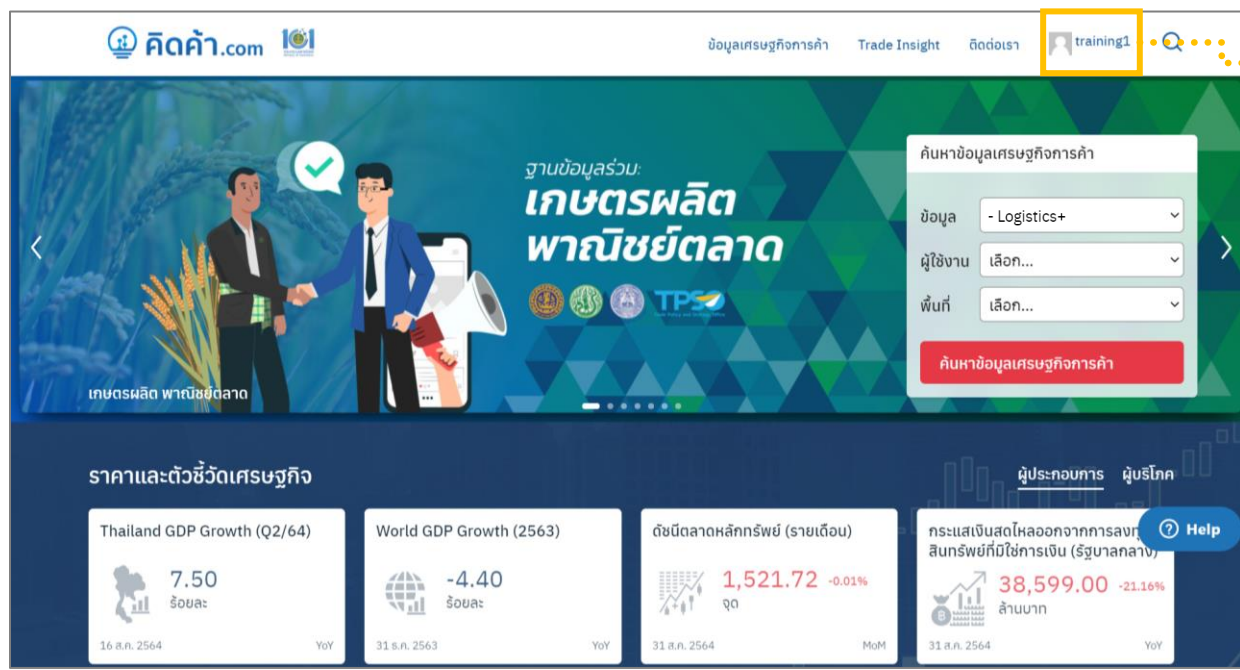 คิดค้า.com
ข้อมูลเศรษฐกิจการค้า
Trade Insight
ติดต่อเรา
training1
ฐานข้อมูลร่วม:
เกษตรผลิต
พาณิชย์ตลาด
TPSO
เกษตรผลิต พาณิชย์ตลาด
ค้นหาข้อมูลเศรษฐกิจการค้า
ข้อมูล - Logistics+
ผู้ใช้งาน เลือก...
พื้นที่ เลือก...
ค้นหาข้อมูลเศรษฐกิจการค้า
ราคาและตัวชี้วัดเศรษฐกิจ
ผู้ประกอบการ ผู้บริโภค
Thailand GDP Growth (Q2/64)
7.50
ร้อยละ
16 ส.ค. 2564 YoY
World GDP Growth (2563)
-4.40
ร้อยละ
31 ธ.ค. 2563 YoY
ดัชนีตลาดหลักทรัพย์ (รายเดือน)
1,521.72 -0.01%
จุด
31 ส.ค. 2564 MoM
กระแสเงินสดไหลออกจากการลงทุ
สินทรัพย์ที่มิใช่การเงิน (รัฐบาลกลาง)
38,599.00 -21.16%
ล้านบาท
31 ส.ค. 2564 YoY
Help